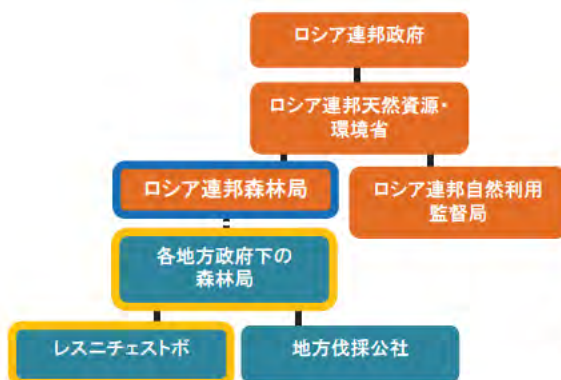 ロシア連邦政府
ロシア連邦天然資源・
環境省
ロシア連邦森林局
ロシア連邦自然利用
監督局
各地方政府下の
森林局
レスニチェストボ
地方伐採公社